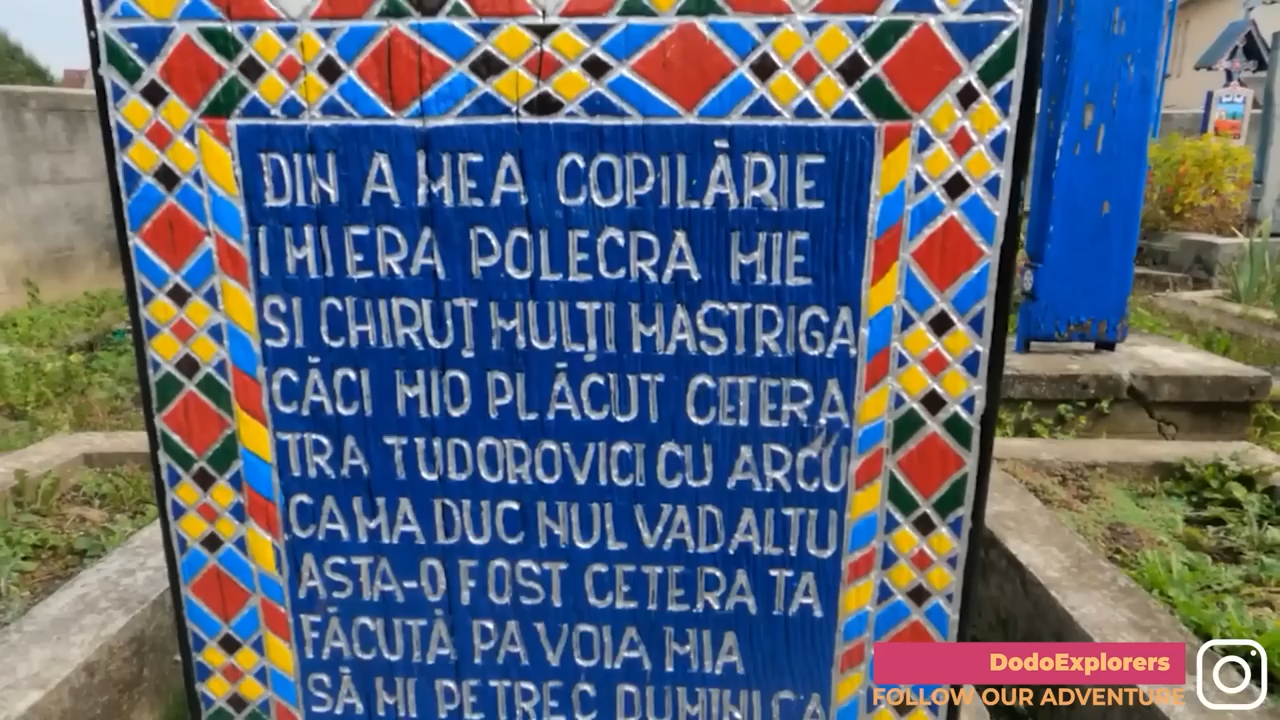 DIN A MEA COPILĂRIE
IMI ERA POLECRA MIE
SI CHIRUȚ MULȚI MASTRIGA
CĂCI MIO PLĂCUT CETERA
TRA TUDOROVICI CU ARCU
CA MA DUC NUL VAD ALTU
ASTA-O FOST CETERA TA
FĂCUTĂ PA VOIA MIA
SĂ MI PETREC DUMINICA
DodoExplorers
FOLLOW OUR ADVENTURE